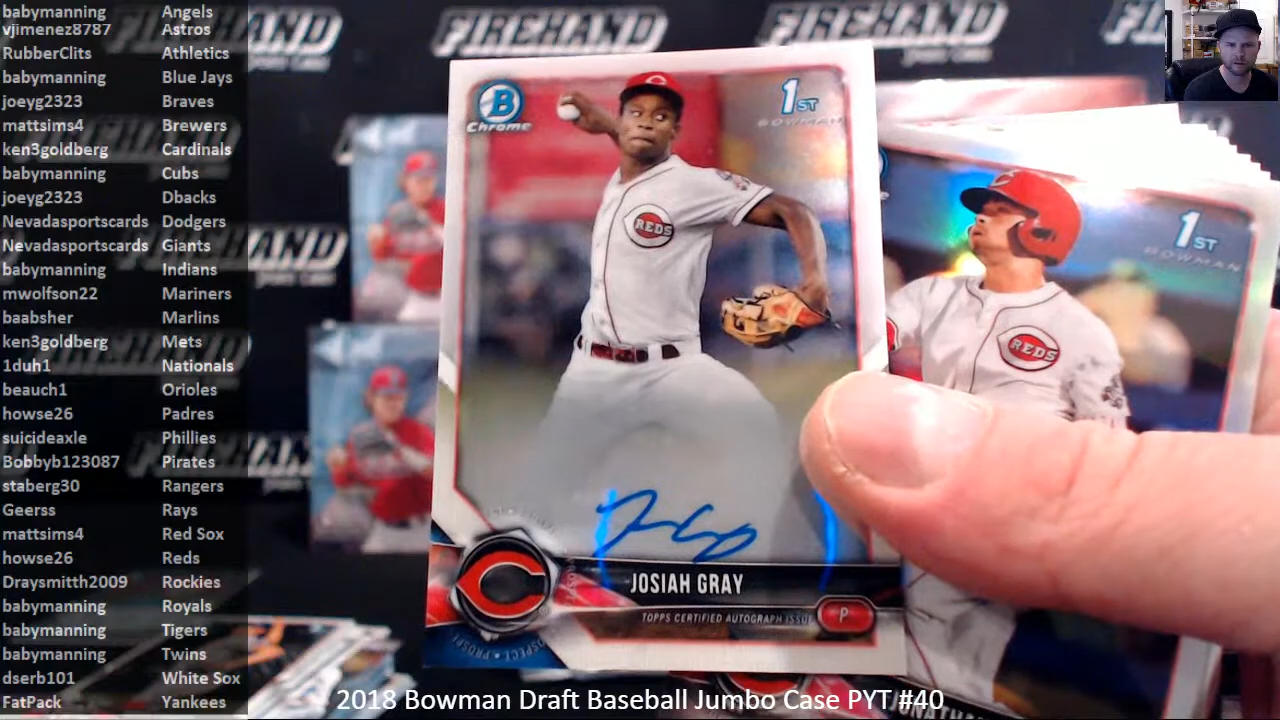 babymanning Angels
vjimenez8787 Astros
RubberClits Athletics
babymanning Blue Jays
joeyg2323 Braves
mattsims4 Brewers
ken3goldberg Cardinals
babymanning Cubs
joeyg2323 Dbacks
Nevadasportscards Dodgers
Nevadasportscards Giants
babymanning Indians
mwolfson22 Mariners
baabsher Marlins
ken3goldberg Mets
1duh1 Nationals
beauch1 Orioles
howse26 Padres
suicideaxle Phillies
Bobbyb123087 Pirates
staberg30 Rangers
Geerss Rays
mattsims4 Red Sox
howse26 Reds
Draysmitth2009 Rockies
babymanning Royals
babymanning Tigers
babymanning Twins
dserb101 White Sox
FatPack Yankees
FIREHAND
FIREHAND
FIREHAND
B
Chrome
1ST
BOWMAN
REDS
JOSIAH GRAY
TOPPS CERTIFIED AUTOGRAPH ISSUE
P
1ST
BOWMAN
REDS
2018 Bowman Draft Baseball Jumbo Case PYT #40